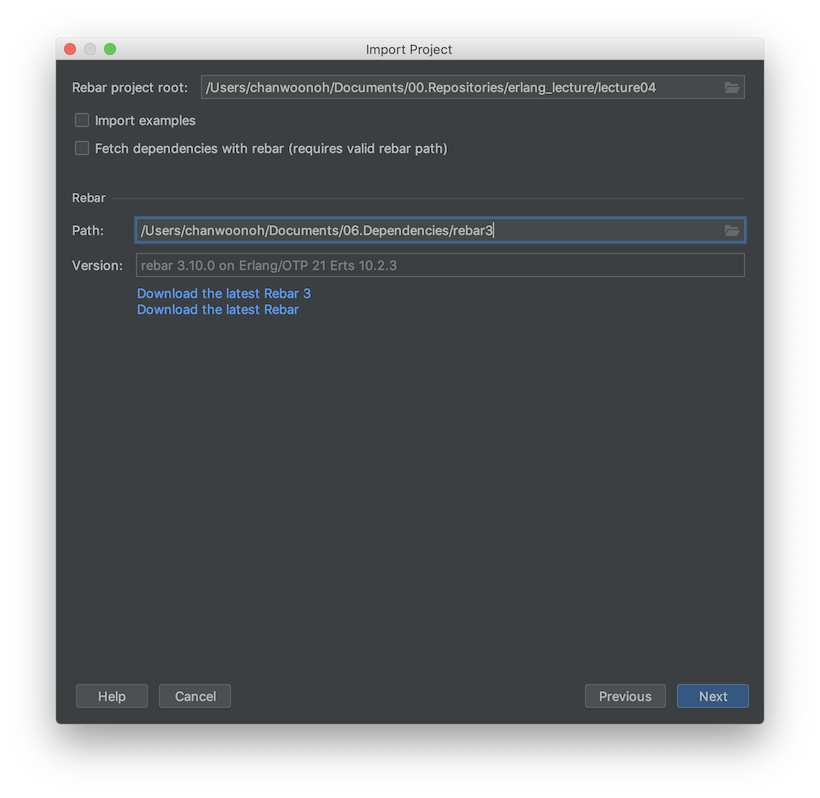 Import Project
Rebar project root: /Users/chanwoonoh/Documents/00.Repositories/erlang_lecture/lecture04
Import examples
Fetch dependencies with rebar (requires valid rebar path)
Rebar
Path: /Users/chanwoonoh/Documents/06.Dependencies/rebar3
Version: rebar 3.10.0 on Erlang/OTP 21 Erts 10.2.3
Download the latest Rebar 3
Download the latest Rebar
Help Cancel Previous Next